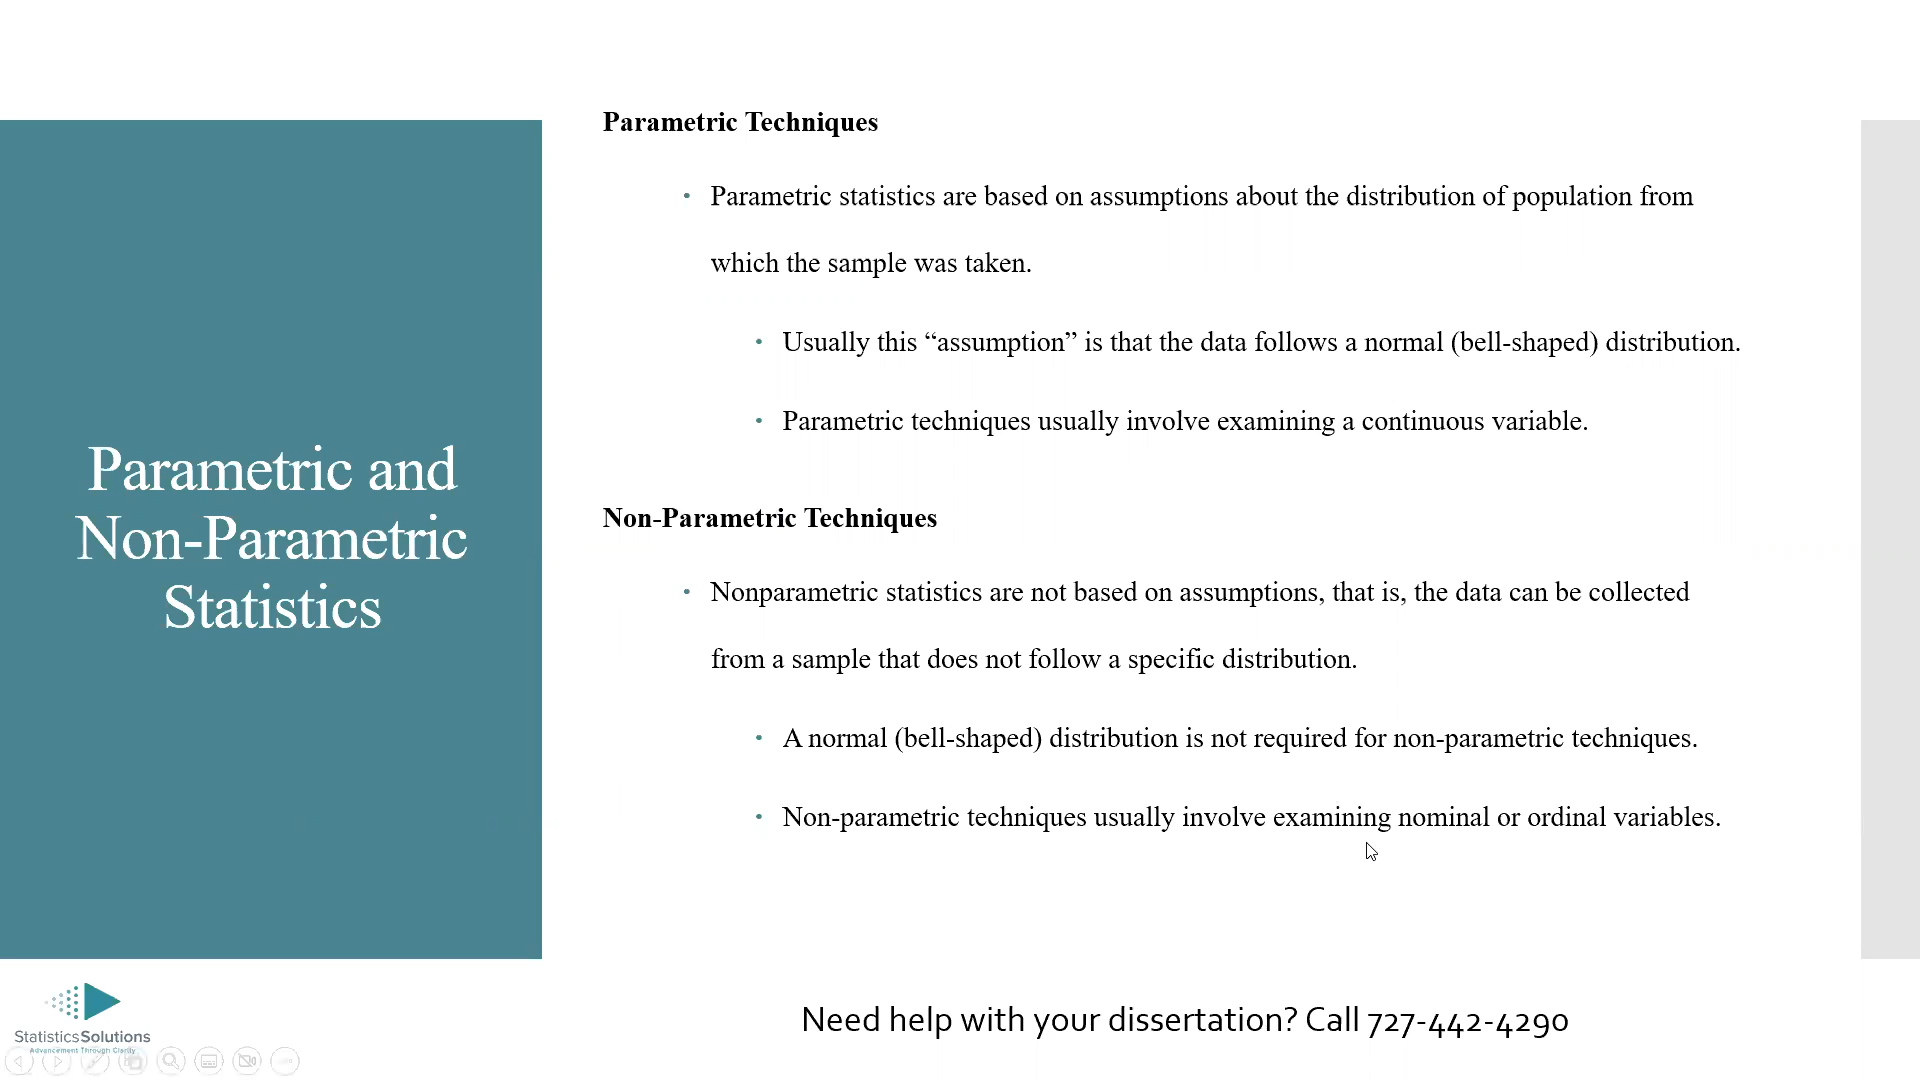 Parametric and
Non-Parametric
Statistics
Parametric Techniques
• Parametric statistics are based on assumptions about the distribution of population from
which the sample was taken.
• Usually this “assumption” is that the data follows a normal (bell-shaped) distribution.
• Parametric techniques usually involve examining a continuous variable.
Non-Parametric Techniques
• Nonparametric statistics are not based on assumptions, that is, the data can be collected
from a sample that does not follow a specific distribution.
• A normal (bell-shaped) distribution is not required for non-parametric techniques.
• Non-parametric techniques usually involve examining nominal or ordinal variables.
StatisticsSolutions
Advancement Through Clarity
Need help with your dissertation? Call 727-442-4290